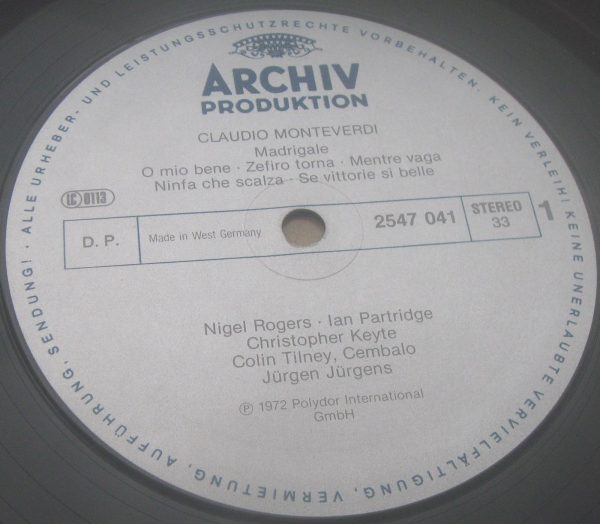 ARCHIV
PRODUKTION
CLAUDIO MONTEVERDI
Madrigale
O mio bene · Zefiro torna · Mentre vaga
Ninfa che scalza · Se vittorie si belle
LC 0113
D. P.
Made in West Germany
2547 041
STEREO
33
1
Nigel Rogers · Ian Partridge
Christopher Keyte
Colin Tilney, Cembalo
Jürgen Jürgens
Ⓟ 1972 Polydor International
GmbH
· ALLE URHEBER- UND LEISTUNGSSCHUTZRECHTE VORBEHALTEN. KEIN VERLEIH! KEINE UNERLAUBTE VERVIELFÄLTIGUNG, VERMIETUNG, AUFFÜHRUNG, SENDUNG!